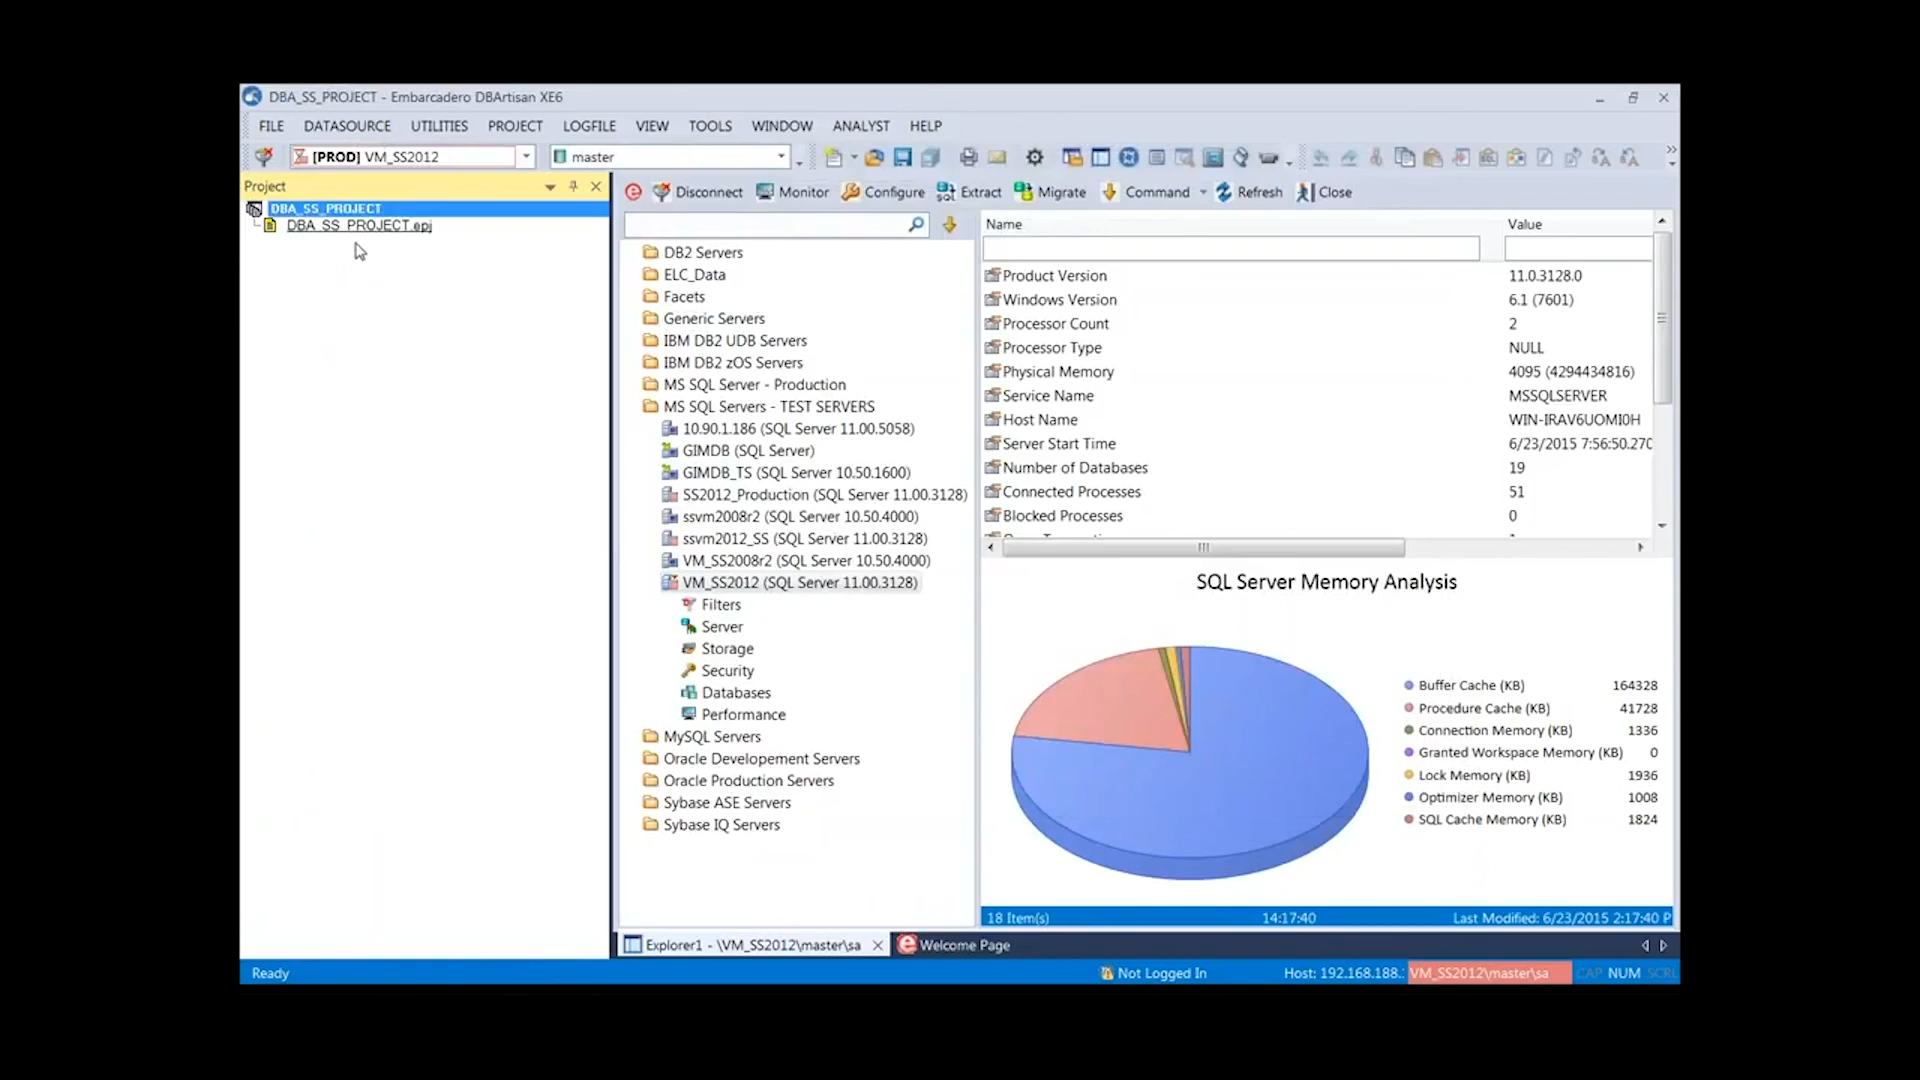 DBA_SS_PROJECT - Embarcadero DBArtisan XE6
FILE DATASOURCE UTILITIES PROJECT LOGFILE VIEW TOOLS WINDOW ANALYST HELP
[PROD] VM_SS2012 master
Project
DBA_SS_PROJECT
DBA_SS_PROJECT.epj
Disconnect Monitor Configure Extract Migrate Command Refresh Close
DB2 Servers
ELC_Data
Facets
Generic Servers
IBM DB2 UDB Servers
IBM DB2 zOS Servers
MS SQL Server - Production
MS SQL Servers - TEST SERVERS
10.90.1.186 (SQL Server 11.00.5058)
GIMDB (SQL Server)
GIMDB_TS (SQL Server 10.50.1600)
SS2012_Production (SQL Server 11.00.3128)
ssvm2008r2 (SQL Server 10.50.4000)
ssvm2012_SS (SQL Server 11.00.3128)
VM_SS2008r2 (SQL Server 10.50.4000)
VM_SS2012 (SQL Server 11.00.3128)
Filters
Server
Storage
Security
Databases
Performance
MySQL Servers
Oracle Developement Servers
Oracle Production Servers
Sybase ASE Servers
Sybase IQ Servers
Name Value
Product Version 11.0.3128.0
Windows Version 6.1 (7601)
Processor Count 2
Processor Type NULL
Physical Memory 4095 (4294434816)
Service Name MSSQLSERVER
Host Name WIN-IRAV6UOMI0H
Server Start Time 6/23/2015 7:56:50.270
Number of Databases 19
Connected Processes 51
Blocked Processes 0
SQL Server Memory Analysis
Buffer Cache (KB) 164328
Procedure Cache (KB) 41728
Connection Memory (KB) 1336
Granted Workspace Memory (KB) 0
Lock Memory (KB) 1936
Optimizer Memory (KB) 1008
SQL Cache Memory (KB) 1824
18 Item(s) 14:17:40 Last Modified: 6/23/2015 2:17:40 P
Explorer1 - \VM_SS2012\master\sa Welcome Page
Ready Not Logged In Host: 192.168.188.: VM_SS2012\master\sa CAP NUM SCRL